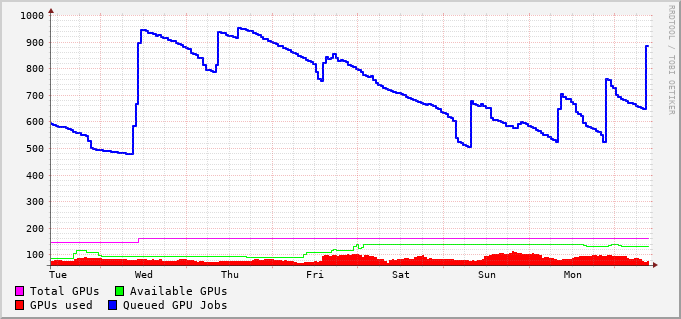 1000
900
800
700
600
500
400
300
200
100
Tue Wed Thu Fri Sat Sun Mon
Total GPUs Available GPUs
GPUs used Queued GPU Jobs
RRDTOOL / TOBI OETIKER